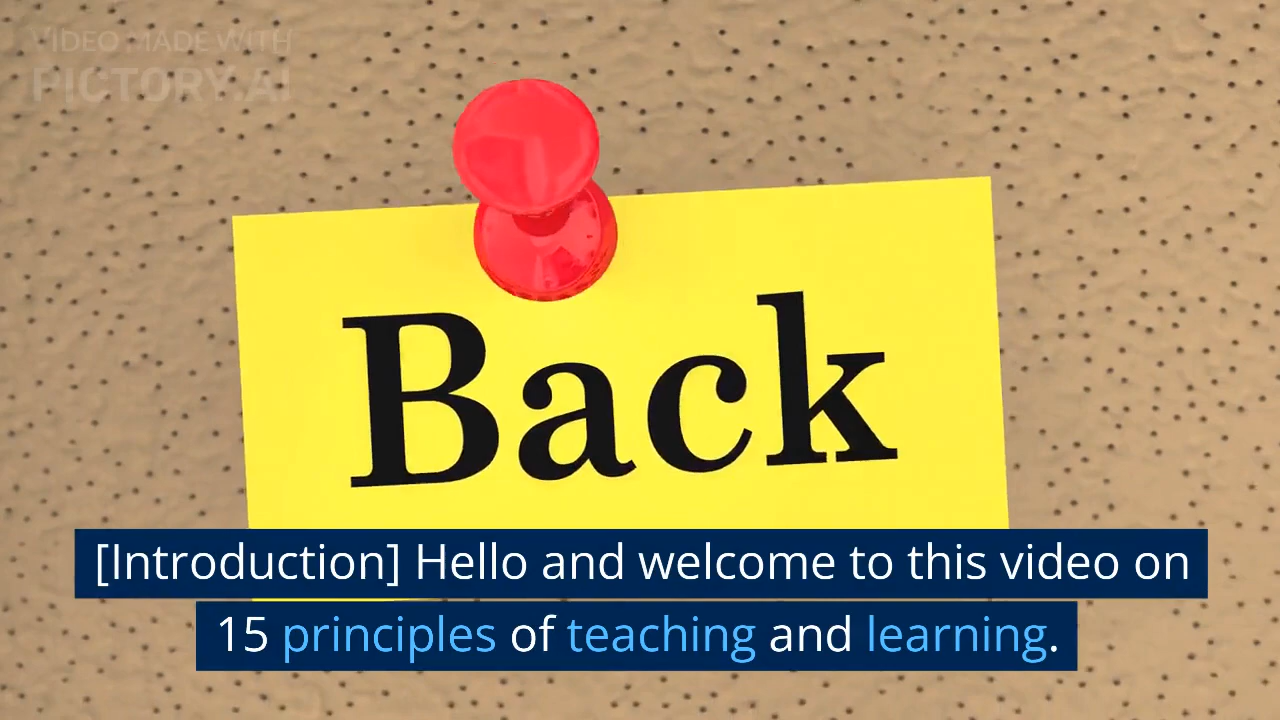 VIDEO MADE WITH
PICTORY.AI
Back
[Introduction] Hello and welcome to this video on
15 principles of teaching and learning.